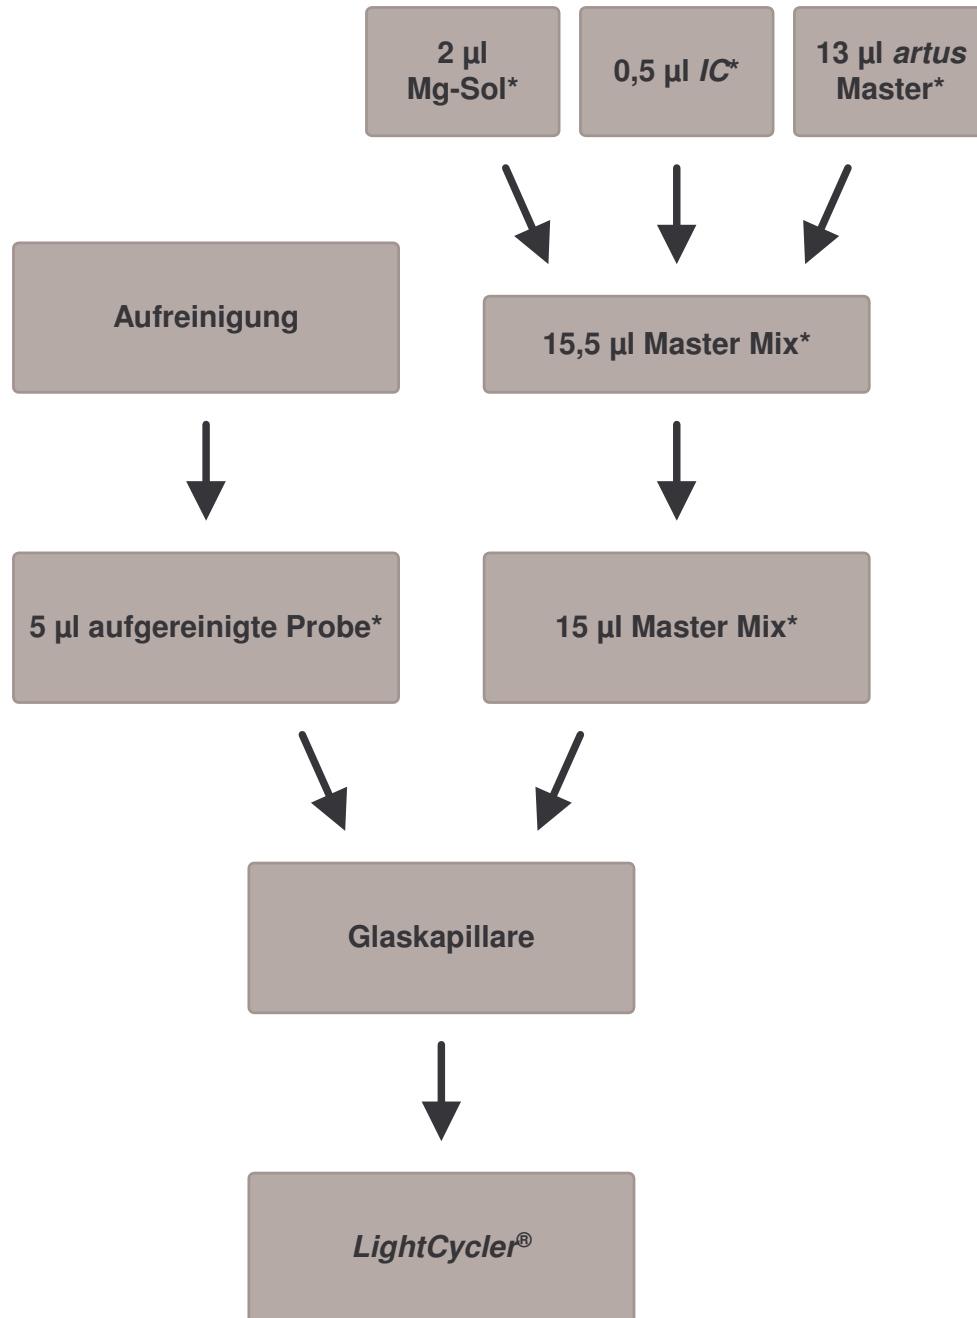 2 µl
Mg-Sol*
0,5 µl IC*
13 µl artus
Master*
Aufreinigung
15,5 µl Master Mix*
5 µl aufgereinigte Probe*
15 µl Master Mix*
Glaskapillare
LightCycler®